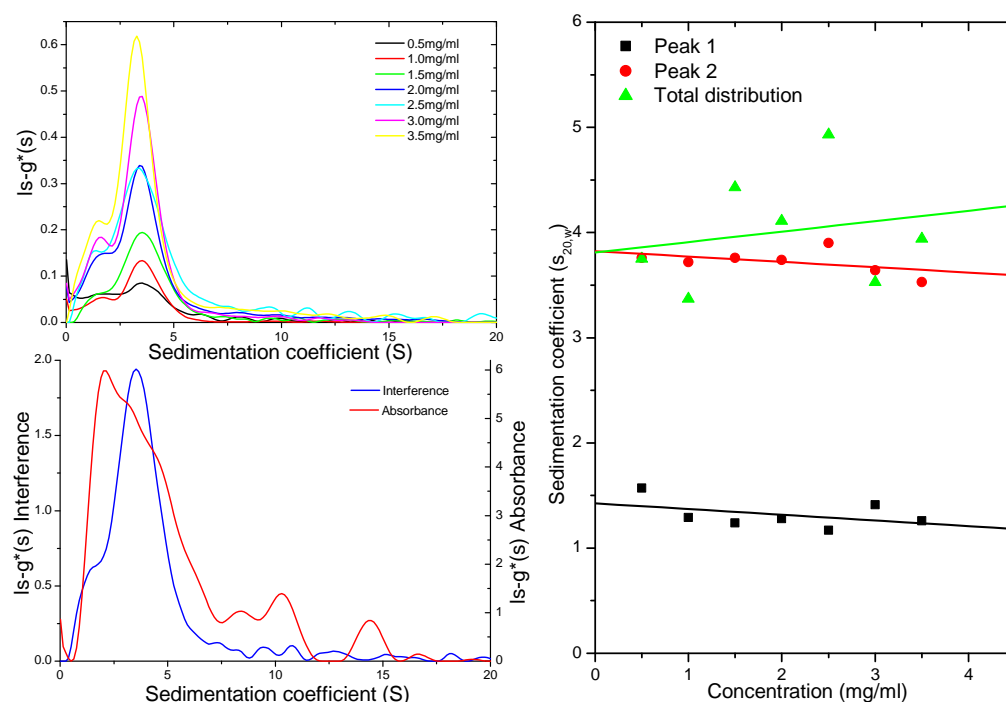 0.5mg/ml
1.0mg/ml
1.5mg/ml
2.0mg/ml
2.5mg/ml
3.0mg/ml
3.5mg/ml
0.6
0.5
0.4
0.3
0.2
0.1
0.0
ls-g*(s)
0 5 10 15 20
Sedimentation coefficient (S)
Interference
Absorbance
2.0
1.5
1.0
0.5
0.0
ls-g*(s) Interference
6
5
4
3
2
1
0
ls-g*(s) Absorbance
0 5 10 15 20
Sedimentation coefficient (S)
Peak 1
Peak 2
Total distribution
6
5
4
3
2
1
0
Sedimentation coefficient (s20,w)
0 1 2 3 4
Concentration (mg/ml)